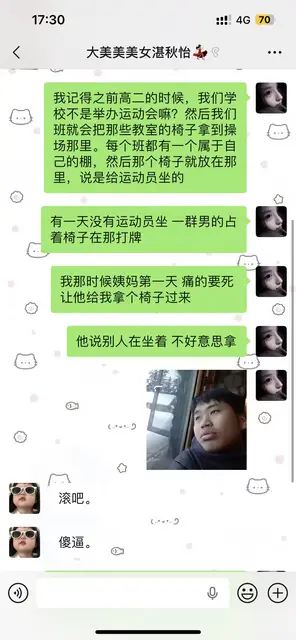 17:30
4G
70
大美美美女湛秋怡💃🏻
我记得之前高二的时候，我们学
校不是举办运动会嘛？然后我们
班就会把那些教室的椅子拿到操
场那里。每个班都有一个属于自
己的棚，然后那个椅子就放在那
里，说是给运动员坐的
有一天没有运动员坐 一群男的占
着椅子在那打牌
我那时候姨妈第一天 痛的要死
让他给我拿个椅子过来
他说别人在坐着 不好意思拿
滚吧。
傻逼。